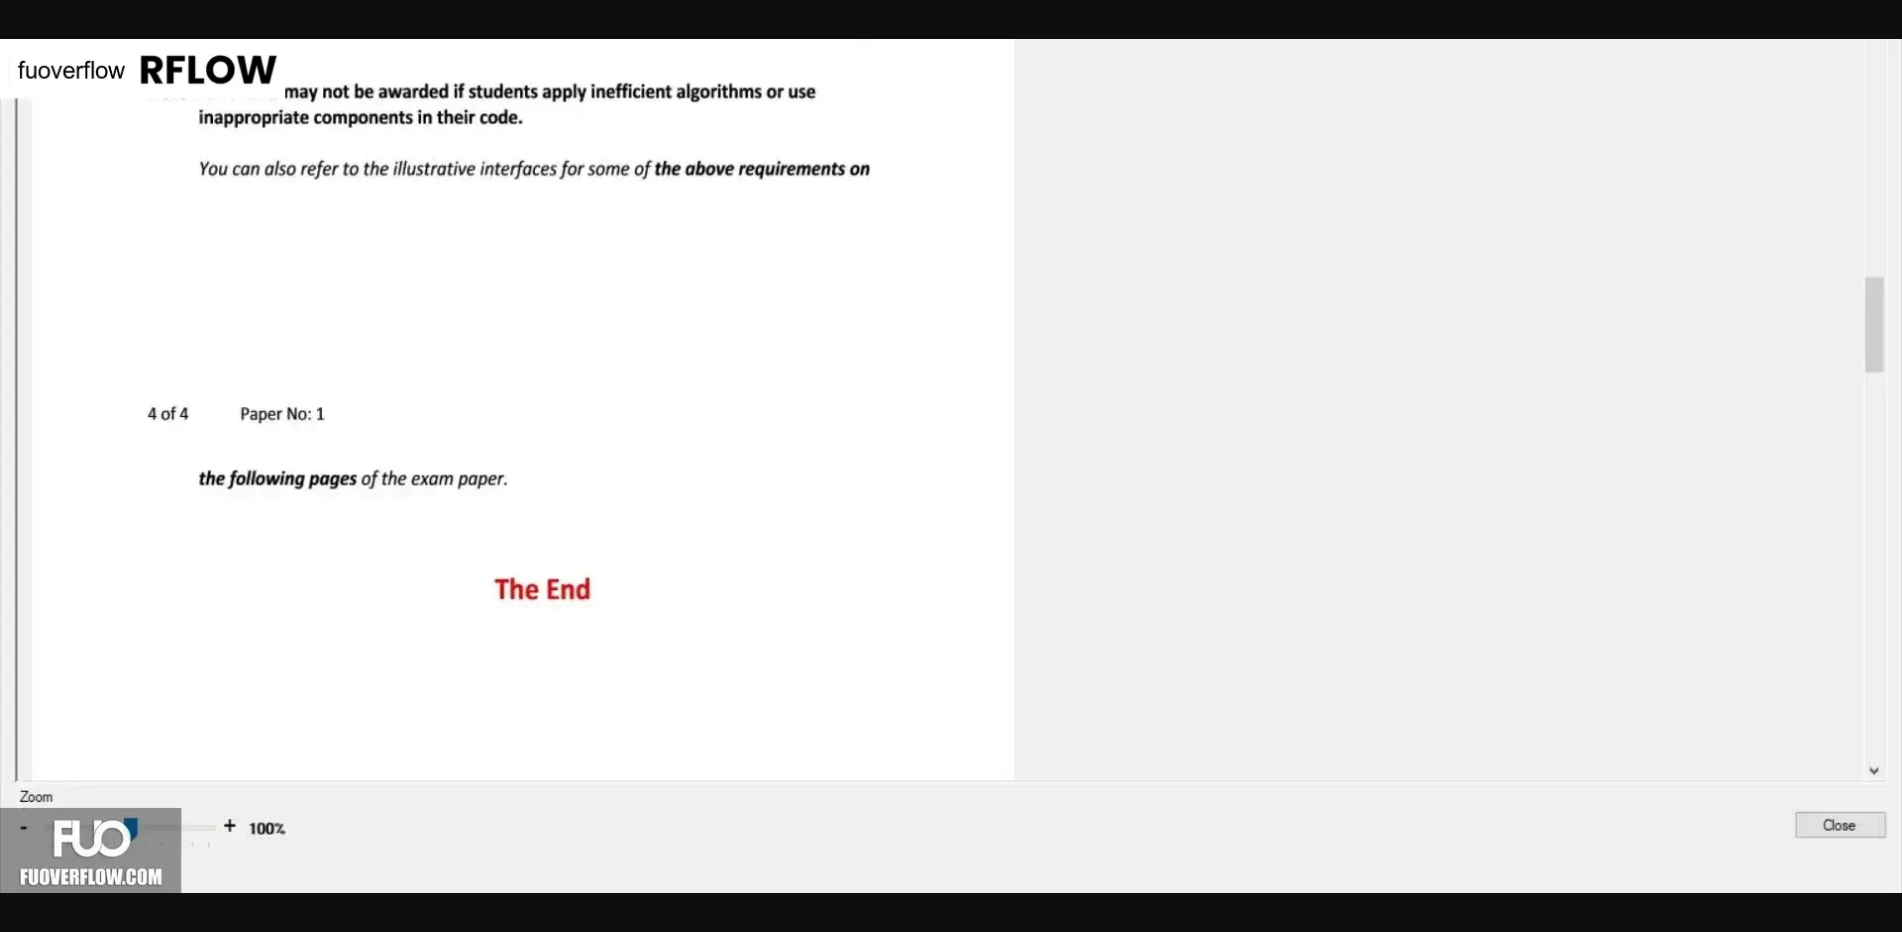 fuoverflow RFLOW
may not be awarded if students apply inefficient algorithms or use
inappropriate components in their code.
You can also refer to the illustrative interfaces for some of the above requirements on
4 of 4 Paper No: 1
the following pages of the exam paper.
The End
Zoom
- + 100%
Close
FUO
FUOVERFLOW.COM